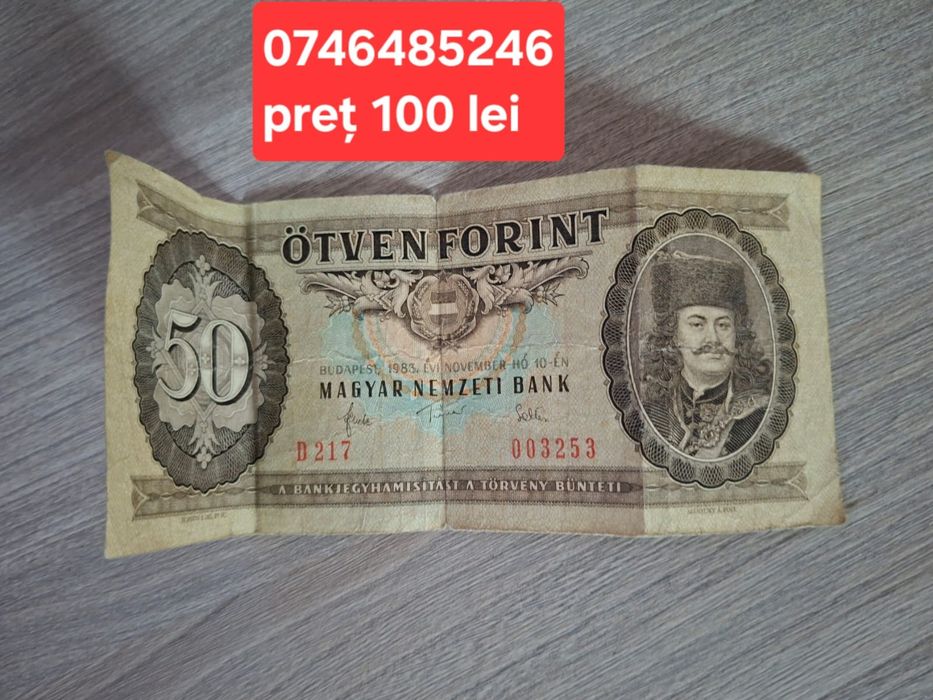 0746485246
preț 100 lei
ÖTVEN FORINT
50
BUDAPEST, 1983. ÉVI NOVEMBER HÓ 10-ÉN
MAGYAR NEMZETI BANK
D 217 003253
A BANKJEGYHAMISÍTÁST A TÖRVÉNY BÜNTETI